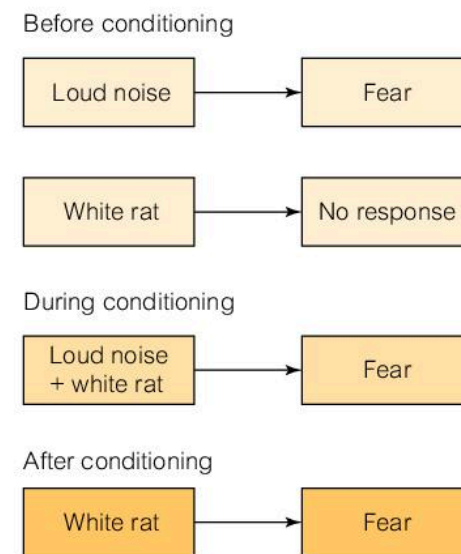 Before conditioning
Loud noise
Fear
White rat
No response
During conditioning
Loud noise
+ white rat
Fear
After conditioning
White rat
Fear